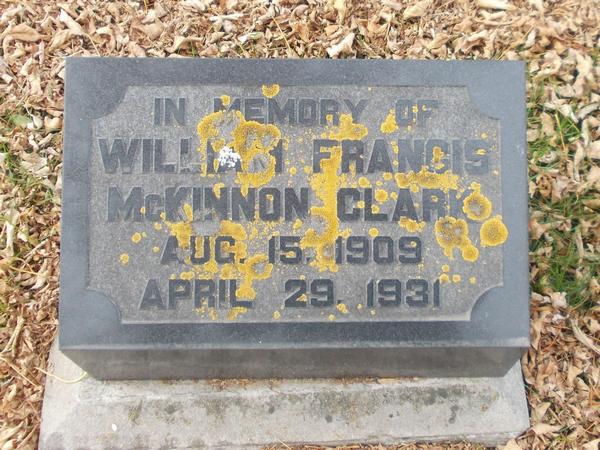 IN MEMORY OF
WILLIAM FRANCIS
McKINNON CLARK
AUG. 15, 1909
APRIL 29, 1931